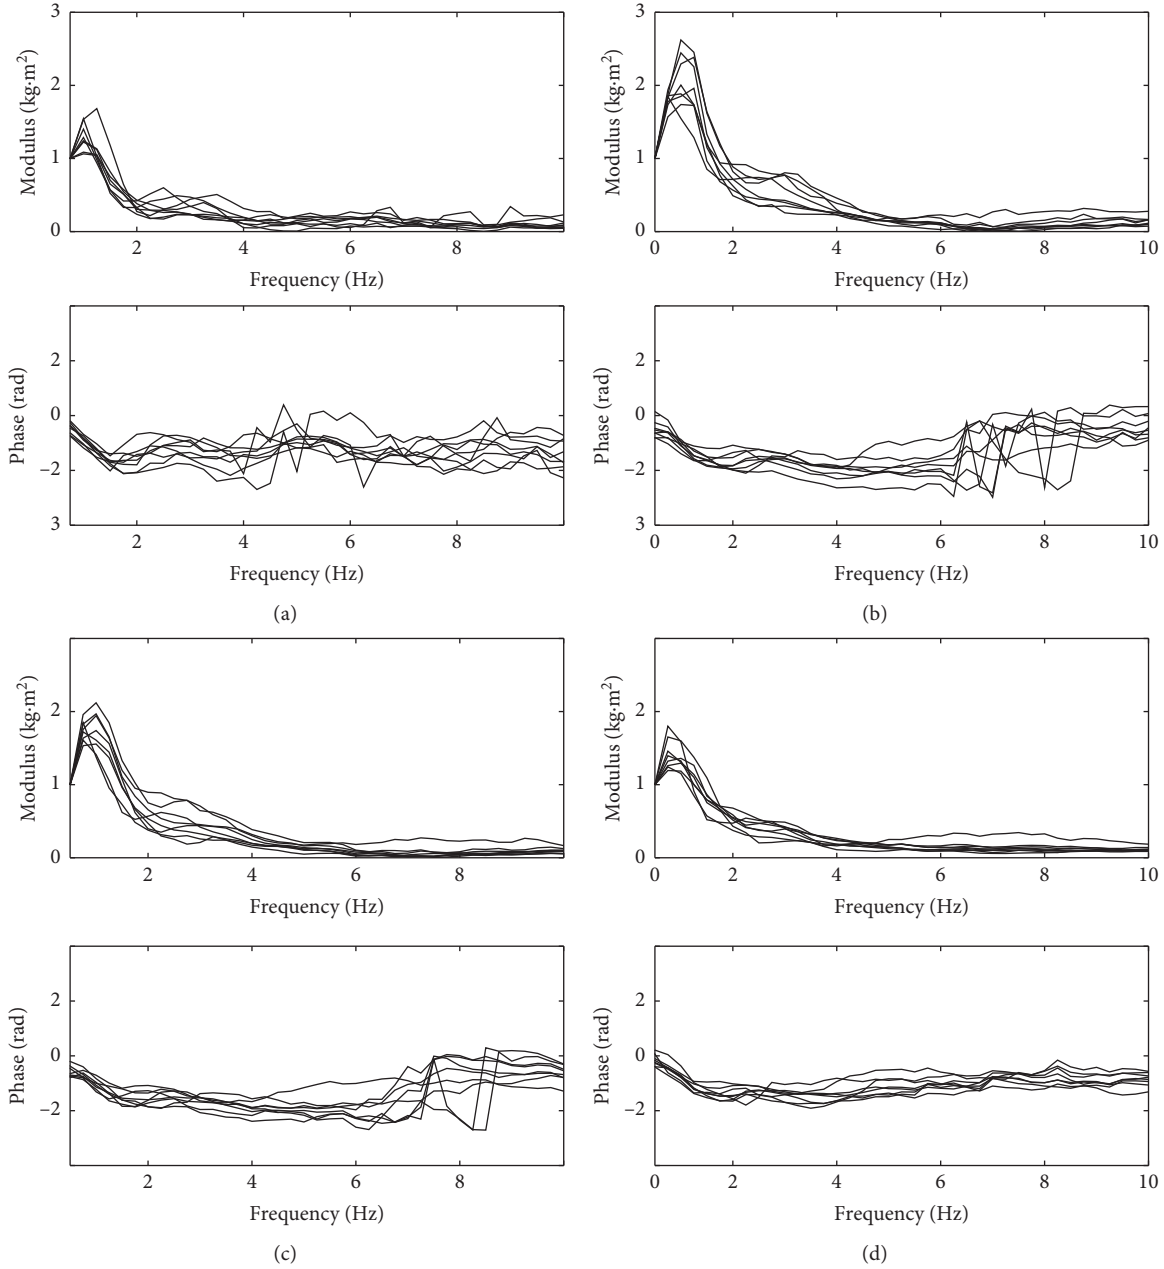 3
2
1
0
Modulus (kg·m²)
4 6 8
Frequency (Hz)
3
2
1
0
Modulus (kg·m²)
0 2 4 6 8 10
Frequency (Hz)
2
0
−2
3
Phase (rad)
2 4 6 8
Frequency (Hz)
(a)
2
0
−2
3
Phase (rad)
0 2 4 6 8 10
Frequency (Hz)
(b)
2
1
0
Modulus (kg·m²)
2 4 6 8
Frequency (Hz)
2
1
0
Modulus (kg·m²)
0 2 4 6 8 10
Frequency (Hz)
2
0
−2
Phase (rad)
2 4 6 8
Frequency (Hz)
(c)
2
0
−2
Phase (rad)
0 2 4 6 8 10
Frequency (Hz)
(d)